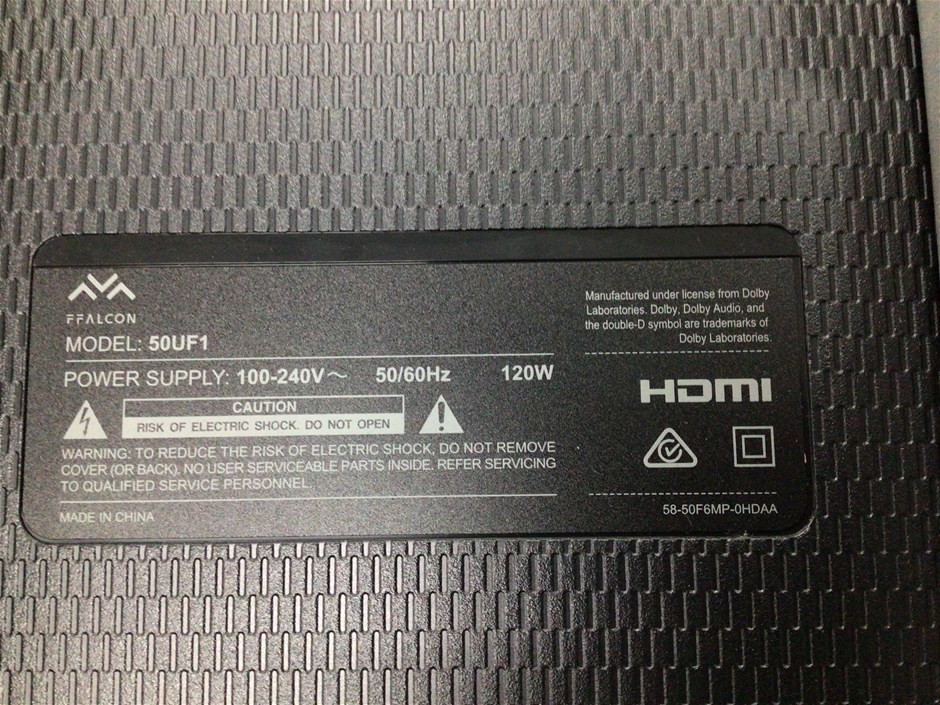 FFALCON
MODEL: 50UF1
POWER SUPPLY: 100-240V～ 50/60Hz 120W
CAUTION
RISK OF ELECTRIC SHOCK. DO NOT OPEN
WARNING: TO REDUCE THE RISK OF ELECTRIC SHOCK, DO NOT REMOVE
COVER (OR BACK). NO USER SERVICEABLE PARTS INSIDE. REFER SERVICING
TO QUALIFIED SERVICE PERSONNEL.
MADE IN CHINA
Manufactured under license from Dolby
Laboratories. Dolby, Dolby Audio, and
the double-D symbol are trademarks of
Dolby Laboratories.
HDMI
58-50F6MP-0HDAA